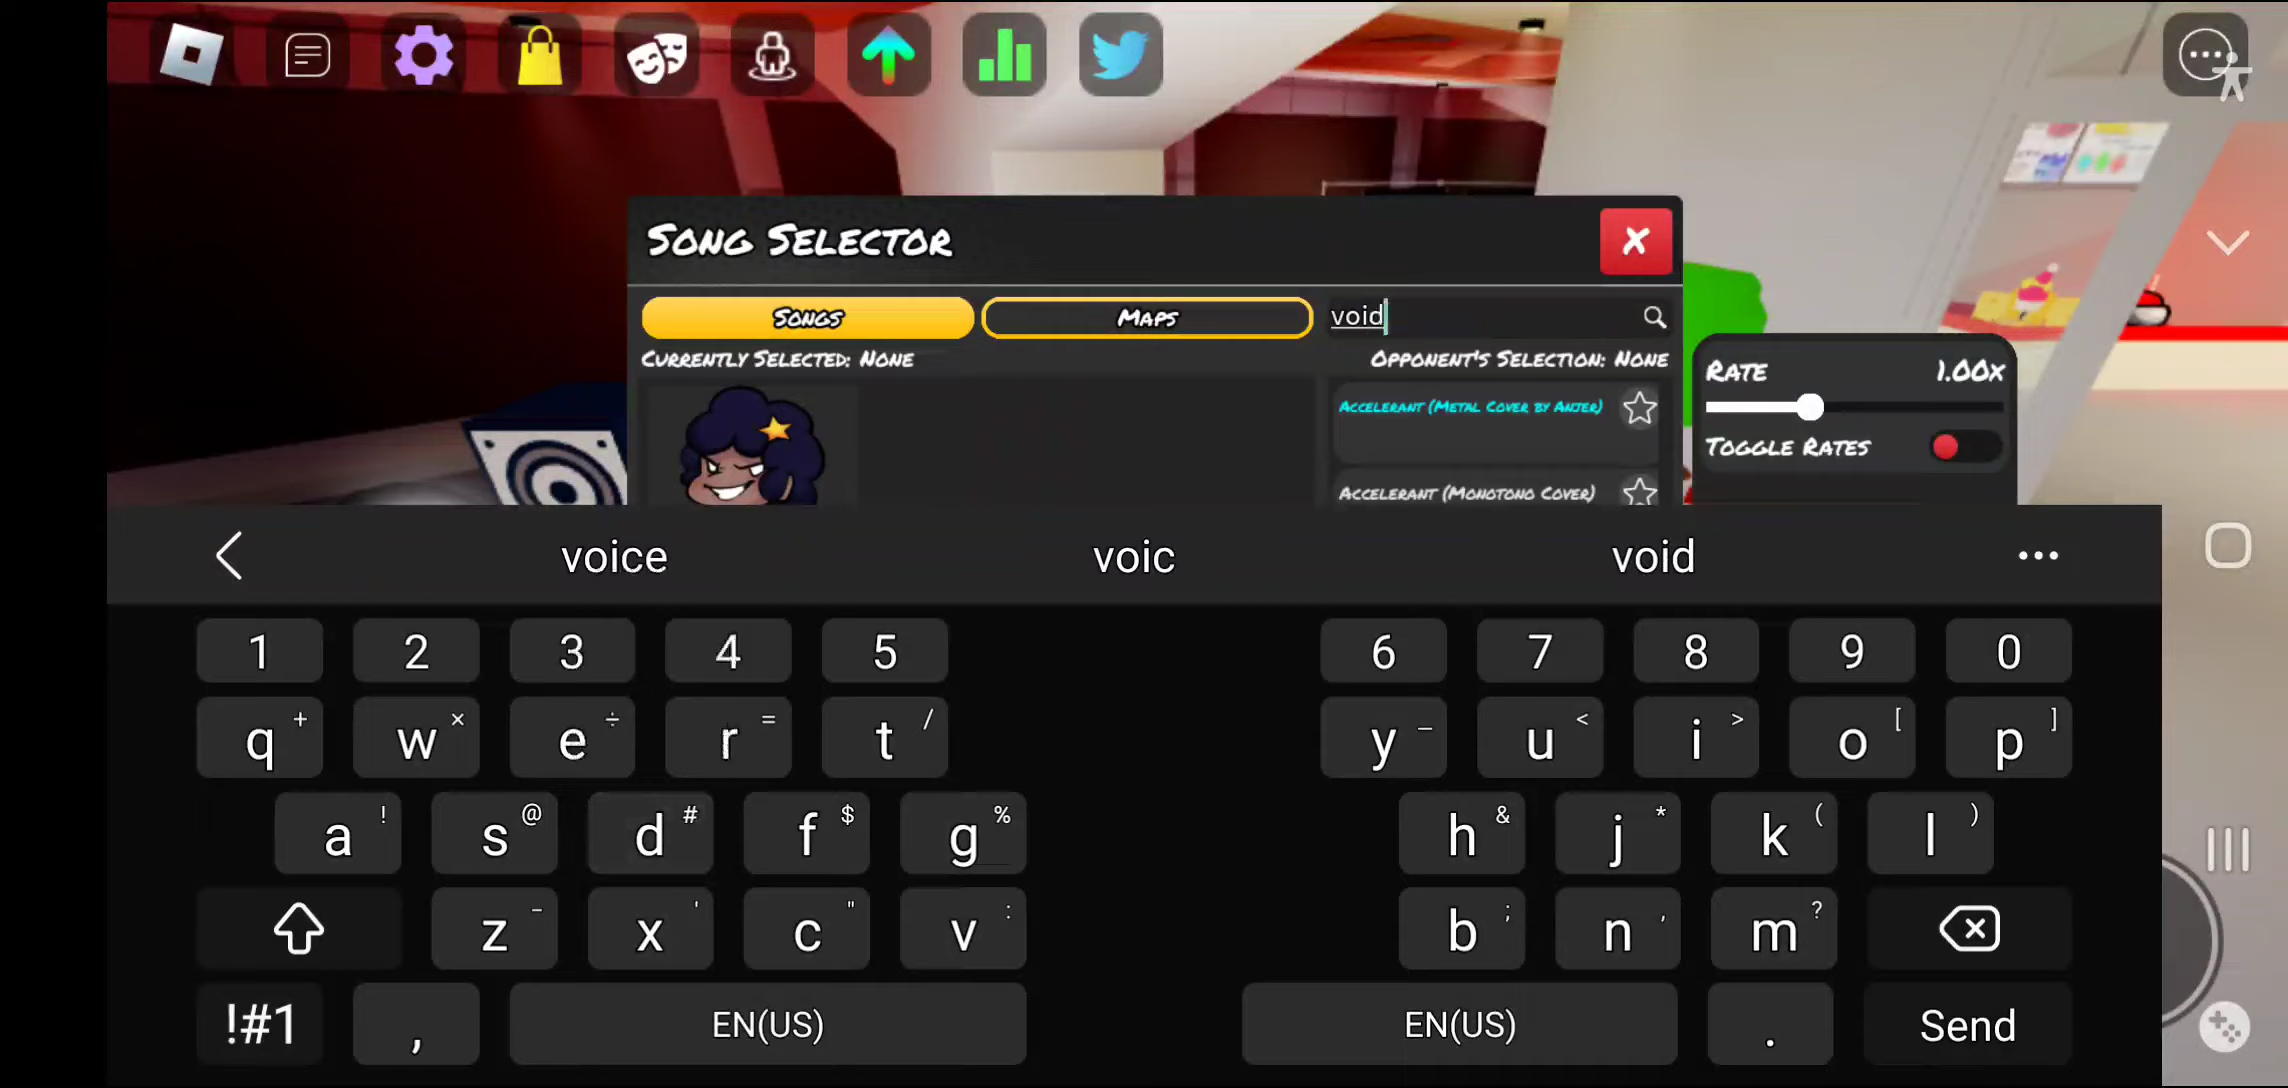 SONG SELECTOR
X
SONGS
MAPS
void
CURRENTLY SELECTED: NONE
OPPONENT'S SELECTION: NONE
ACCELERANT (METAL COVER BY ANJER)
ACCELERANT (MONOTONO COVER)
RATE 1.00X
TOGGLE RATES
voice voic void
1 2 3 4 5 6 7 8 9 0
q + w × e ÷ r = t / y _ u < i > o [ p ]
a ! s @ d # f $ g % h & j * k ( l )
z - x ' c " v : b ; n , m ?
!#1 , EN(US) EN(US) . Send